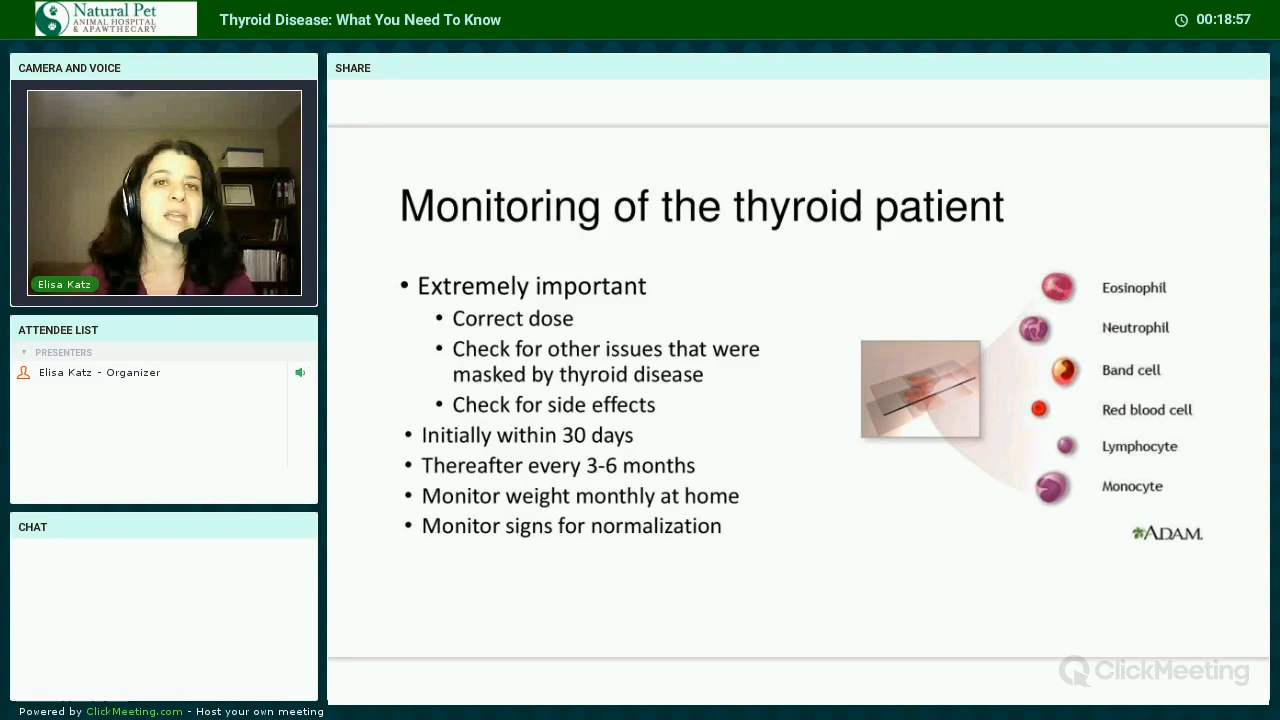 Natural Pet
ANIMAL HOSPITAL
& APAWTHECARY
Thyroid Disease: What You Need To Know
00:18:57
CAMERA AND VOICE
Elisa Katz
ATTENDEE LIST
PRESENTERS
Elisa Katz - Organizer
CHAT
SHARE
Monitoring of the thyroid patient
• Extremely important
• Correct dose
• Check for other issues that were
masked by thyroid disease
• Check for side effects
• Initially within 30 days
• Thereafter every 3-6 months
• Monitor weight monthly at home
• Monitor signs for normalization
Eosinophil
Neutrophil
Band cell
Red blood cell
Lymphocyte
Monocyte
ADAM.
ClickMeeting
Powered by ClickMeeting.com - Host your own meeting